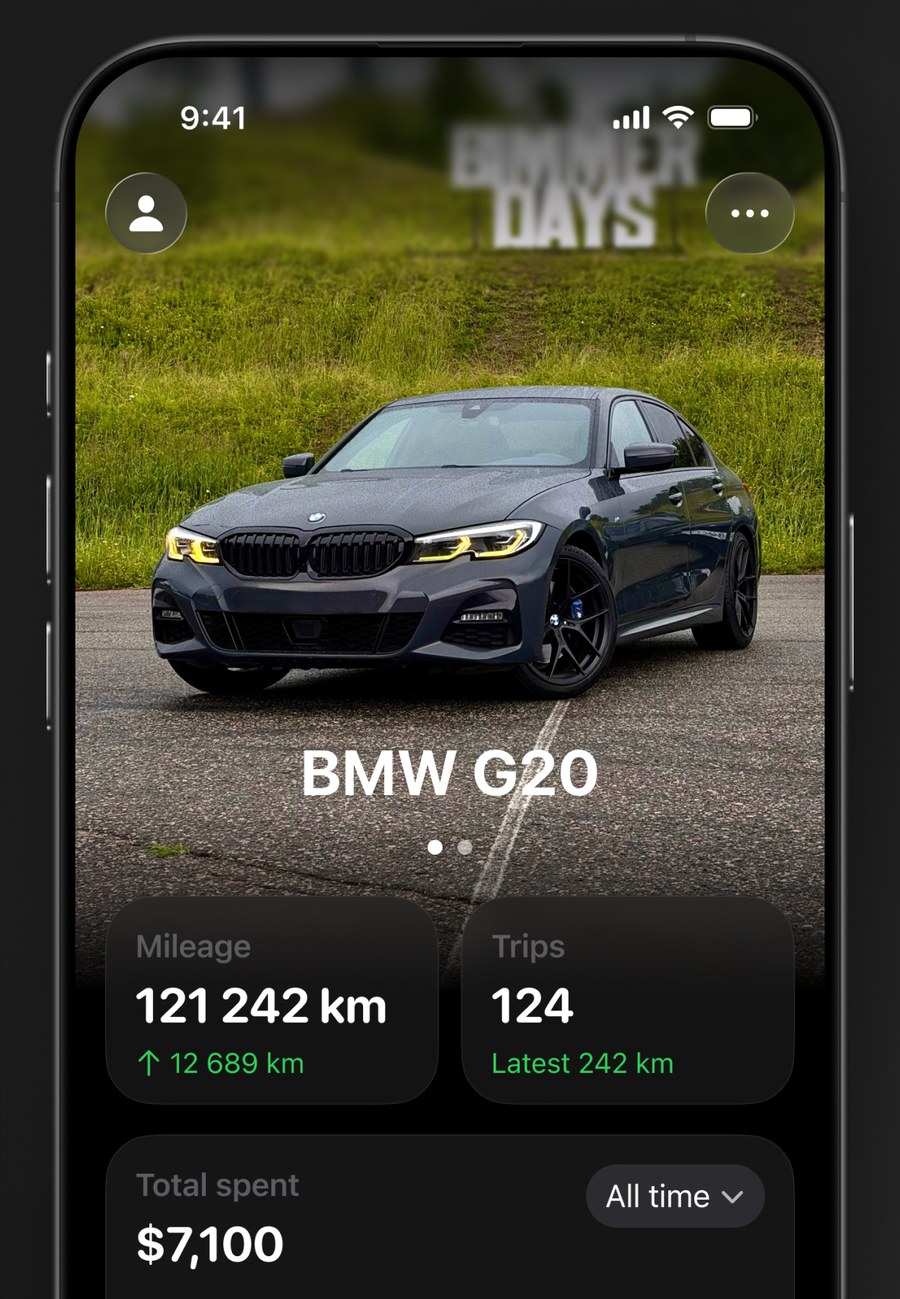 9:41
BIMMER
DAYS
BMW G20
Mileage
121 242 km
↑ 12 689 km
Trips
124
Latest 242 km
Total spent
All time
$7,100